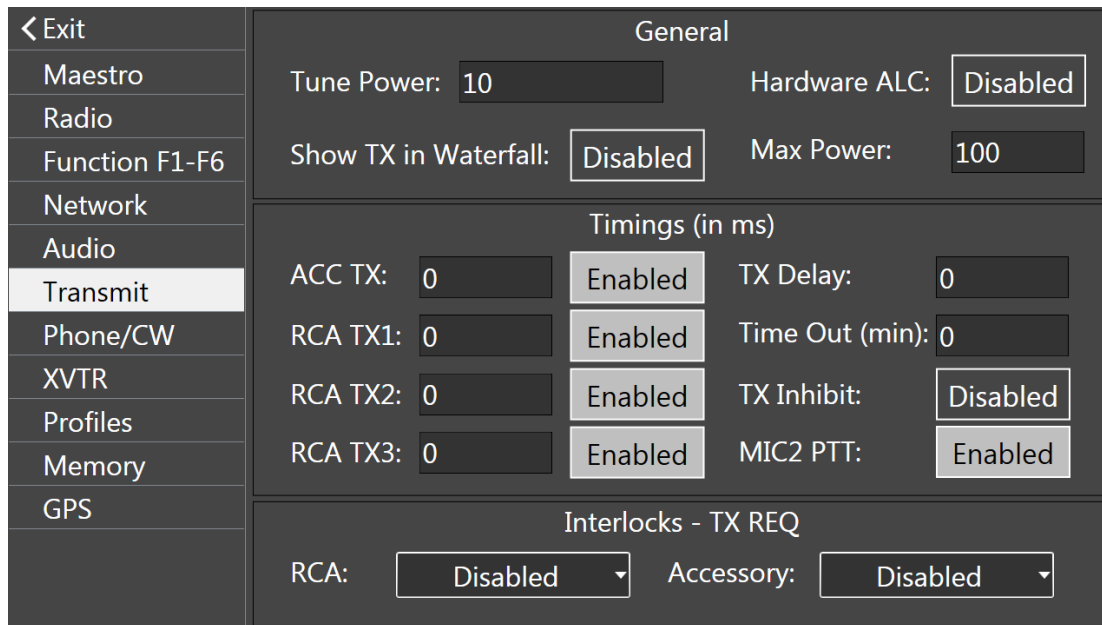 Exit
Maestro
Radio
Function F1-F6
Network
Audio
Transmit
Phone/CW
XVTR
Profiles
Memory
GPS
General
Tune Power: 10 Hardware ALC: Disabled
Show TX in Waterfall: Disabled Max Power: 100
Timings (in ms)
ACC TX: 0 Enabled TX Delay: 0
RCA TX1: 0 Enabled Time Out (min): 0
RCA TX2: 0 Enabled TX Inhibit: Disabled
RCA TX3: 0 Enabled MIC2 PTT: Enabled
Interlocks - TX REQ
RCA: Disabled Accessory: Disabled